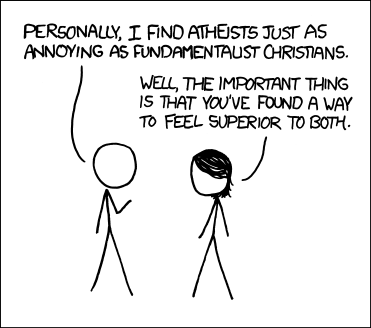 PERSONALLY, I FIND ATHEISTS JUST AS
ANNOYING AS FUNDAMENTALIST CHRISTIANS.
WELL, THE IMPORTANT THING
IS THAT YOU'VE FOUND A WAY
TO FEEL SUPERIOR TO BOTH.